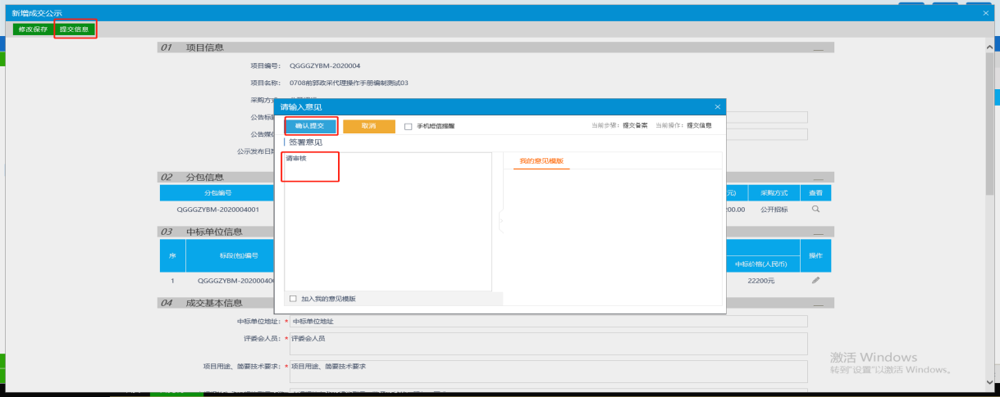 新增成交公示
修改保存 提交信息
01 项目信息
项目编号: QGGGZYBM-2020004
项目名称: 0708前郭政采代理操作手册编制测试03
采购方式
公告标题
公告媒体
公示发布日期
请输入意见
确认提交 取消 手机短信提醒 当前步骤: 提交备案 当前操作: 提交信息
签署意见
请审核
我的意见模版
加入我的意见模版
02 分包信息
分包编号 元) 采购方式 查看
QGGGZYBM-2020004001 200.00 公开招标
03 中标单位信息
序 标段(包)编号 中标价格(人民币) 操作
1 QGGGZYBM-20200040 22200元
04 成交基本信息
中标单位地址: * 中标单位地址
评委会人员: * 评委会人员
项目用途、简要技术要求: * 项目用途、简要技术要求
激活 Windows
转到"设置"以激活 Windows。